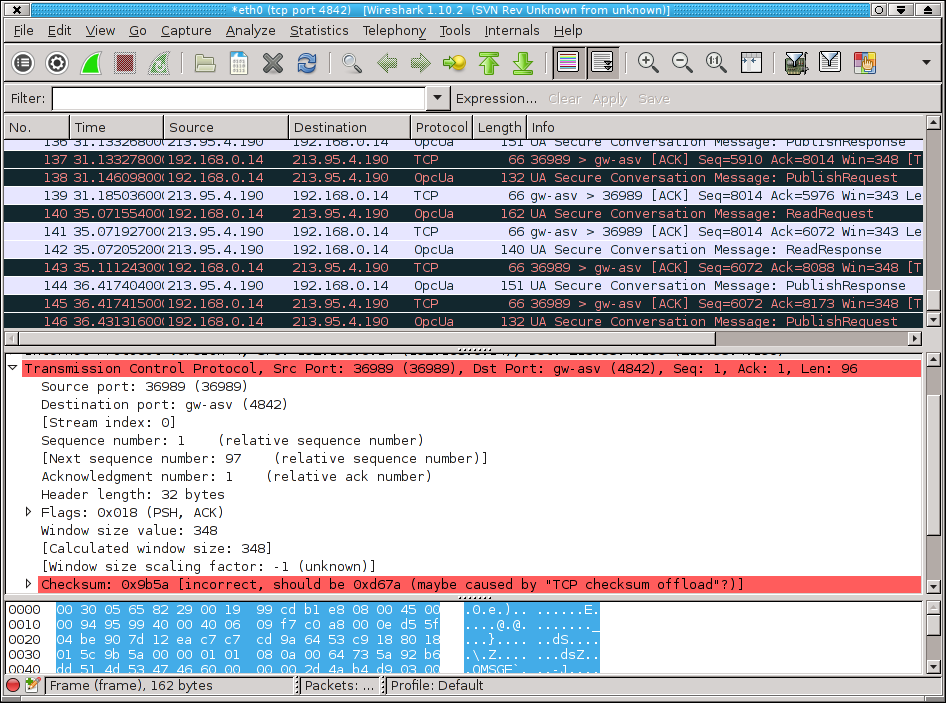 *eth0 (tcp port 4842) [Wireshark 1.10.2 (SVN Rev Unknown from unknown)]
File Edit View Go Capture Analyze Statistics Telephony Tools Internals Help
Filter: Expression... Clear Apply Save
No. Time Source Destination Protocol Length Info
136 31.133268000 213.95.4.190 192.168.0.14 OpcUa 151 UA Secure Conversation Message: PublishResponse
137 31.133278000 192.168.0.14 213.95.4.190 TCP 66 36989 > gw-asv [ACK] Seq=5910 Ack=8014 Win=348 [T
138 31.146098000 192.168.0.14 213.95.4.190 OpcUa 132 UA Secure Conversation Message: PublishRequest
139 31.185036000 213.95.4.190 192.168.0.14 TCP 66 gw-asv > 36989 [ACK] Seq=8014 Ack=5976 Win=343 Le
140 35.071554000 192.168.0.14 213.95.4.190 OpcUa 162 UA Secure Conversation Message: ReadRequest
141 35.071927000 213.95.4.190 192.168.0.14 TCP 66 gw-asv > 36989 [ACK] Seq=8014 Ack=6072 Win=343 Le
142 35.072052000 213.95.4.190 192.168.0.14 OpcUa 140 UA Secure Conversation Message: ReadResponse
143 35.111243000 192.168.0.14 213.95.4.190 TCP 66 36989 > gw-asv [ACK] Seq=6072 Ack=8088 Win=348 [T
144 36.417404000 213.95.4.190 192.168.0.14 OpcUa 151 UA Secure Conversation Message: PublishResponse
145 36.417415000 192.168.0.14 213.95.4.190 TCP 66 36989 > gw-asv [ACK] Seq=6072 Ack=8173 Win=348 [T
146 36.431316000 192.168.0.14 213.95.4.190 OpcUa 132 UA Secure Conversation Message: PublishRequest
Transmission Control Protocol, Src Port: 36989 (36989), Dst Port: gw-asv (4842), Seq: 1, Ack: 1, Len: 96
Source port: 36989 (36989)
Destination port: gw-asv (4842)
[Stream index: 0]
Sequence number: 1 (relative sequence number)
[Next sequence number: 97 (relative sequence number)]
Acknowledgment number: 1 (relative ack number)
Header length: 32 bytes
Flags: 0x018 (PSH, ACK)
Window size value: 348
[Calculated window size: 348]
[Window size scaling factor: -1 (unknown)]
Checksum: 0x9b5a [incorrect, should be 0xd67a (maybe caused by "TCP checksum offload"?)]
0000 00 30 05 65 82 29 00 19 99 cd b1 e8 08 00 45 00 .0.e.).. ......E.
0010 00 94 95 99 40 00 40 06 09 f7 c0 a8 00 0e d5 5f ....@.@. ......._
0020 04 be 90 7d 12 ea c7 c7 cd 9a 64 53 c9 18 80 18 ...}.... ..dS....
0030 01 5c 9b 5a 00 00 01 01 08 0a 00 64 73 5a 92 b6 .\.Z.... ...dsZ..
0040 dd 51 4d 53 47 46 60 00 00 00 2d 4a b4 d9 03 00 .QMSGF`. ..-J....
Frame (frame), 162 bytes Packets: ... Profile: Default